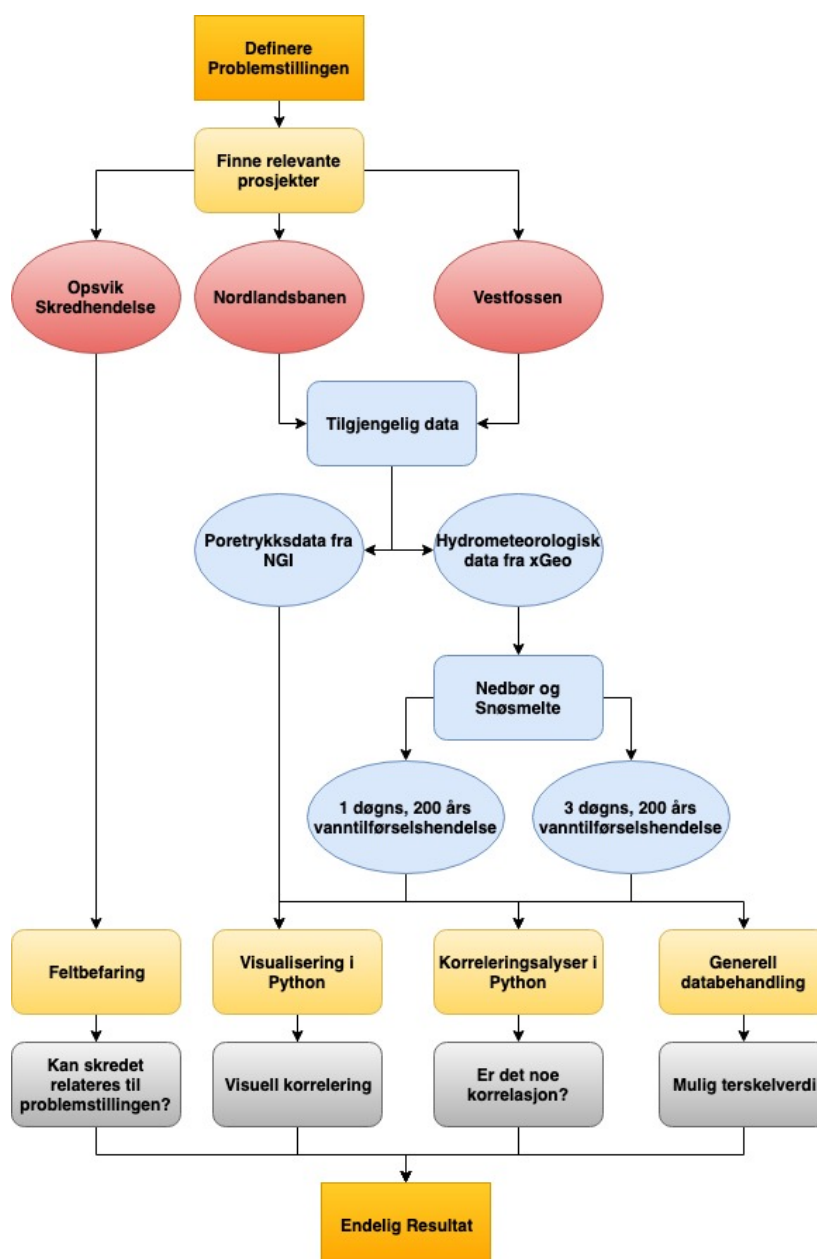 Definere
Problemstillingen
Finne relevante
prosjekter
Opsvik
Skredhendelse
Nordlandsbanen
Vestfossen
Tilgjengelig data
Poretrykksdata fra
NGI
Hydrometeorologisk
data fra xGeo
Nedbør og
Snøsmelte
1 døgns, 200 års
vanntilførselshendelse
3 døgns, 200 års
vanntilførselshendelse
Feltbefaring
Visualisering i
Python
Korreleringsalyser i
Python
Generell
databehandling
Kan skredet
relateres til
problemstillingen?
Visuell korrelering
Er det noe
korrelasjon?
Mulig terskelverdi
Endelig Resultat